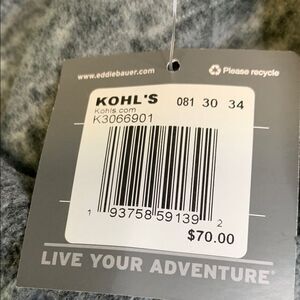 www.eddiebauer.com Please recycle
KOHL'S 081 30 34
Kohls.com
K3066901
1 93758 59139 2
$70.00
LIVE YOUR ADVENTURE®